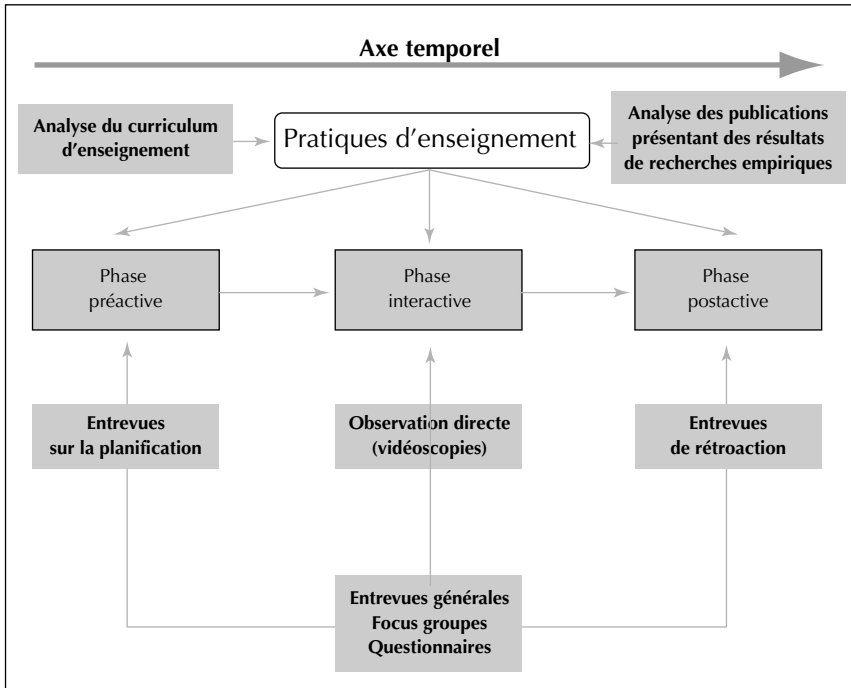 Axe temporel
Analyse du curriculum
d'enseignement
Pratiques d'enseignement
Analyse des publications
présentant des résultats
de recherches empiriques
Phase
préactive
Phase
interactive
Phase
postactive
Entrevues
sur la planification
Observation directe
(vidéoscopies)
Entrevues
de rétroaction
Entrevues générales
Focus groupes
Questionnaires